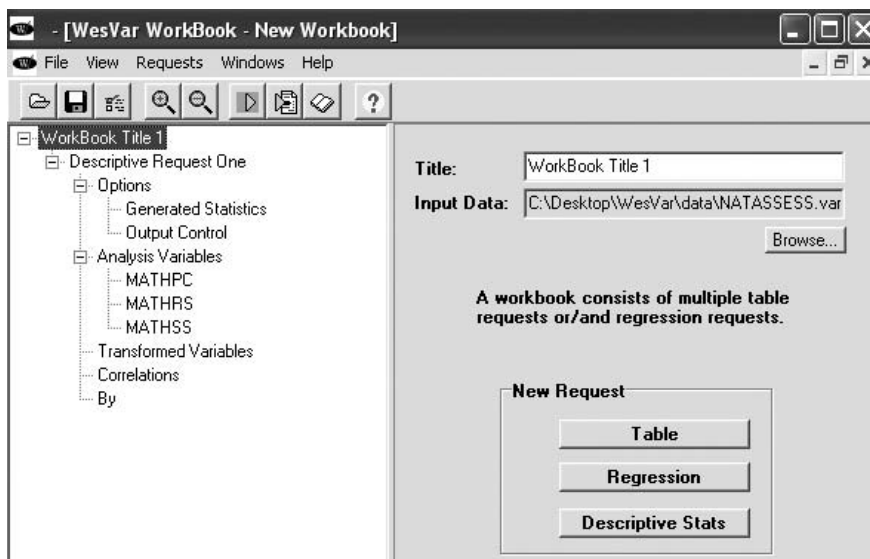 - [WesVar WorkBook - New Workbook]
File View Requests Windows Help
?
WorkBook Title 1
Descriptive Request One
Options
Generated Statistics
Output Control
Analysis Variables
MATHPC
MATHRS
MATHSS
Transformed Variables
Correlations
By
Title: WorkBook Title 1
Input Data: C:\Desktop\WesVar\data\NATASSESS.var
Browse...
A workbook consists of multiple table
requests or/and regression requests.
New Request
Table
Regression
Descriptive Stats